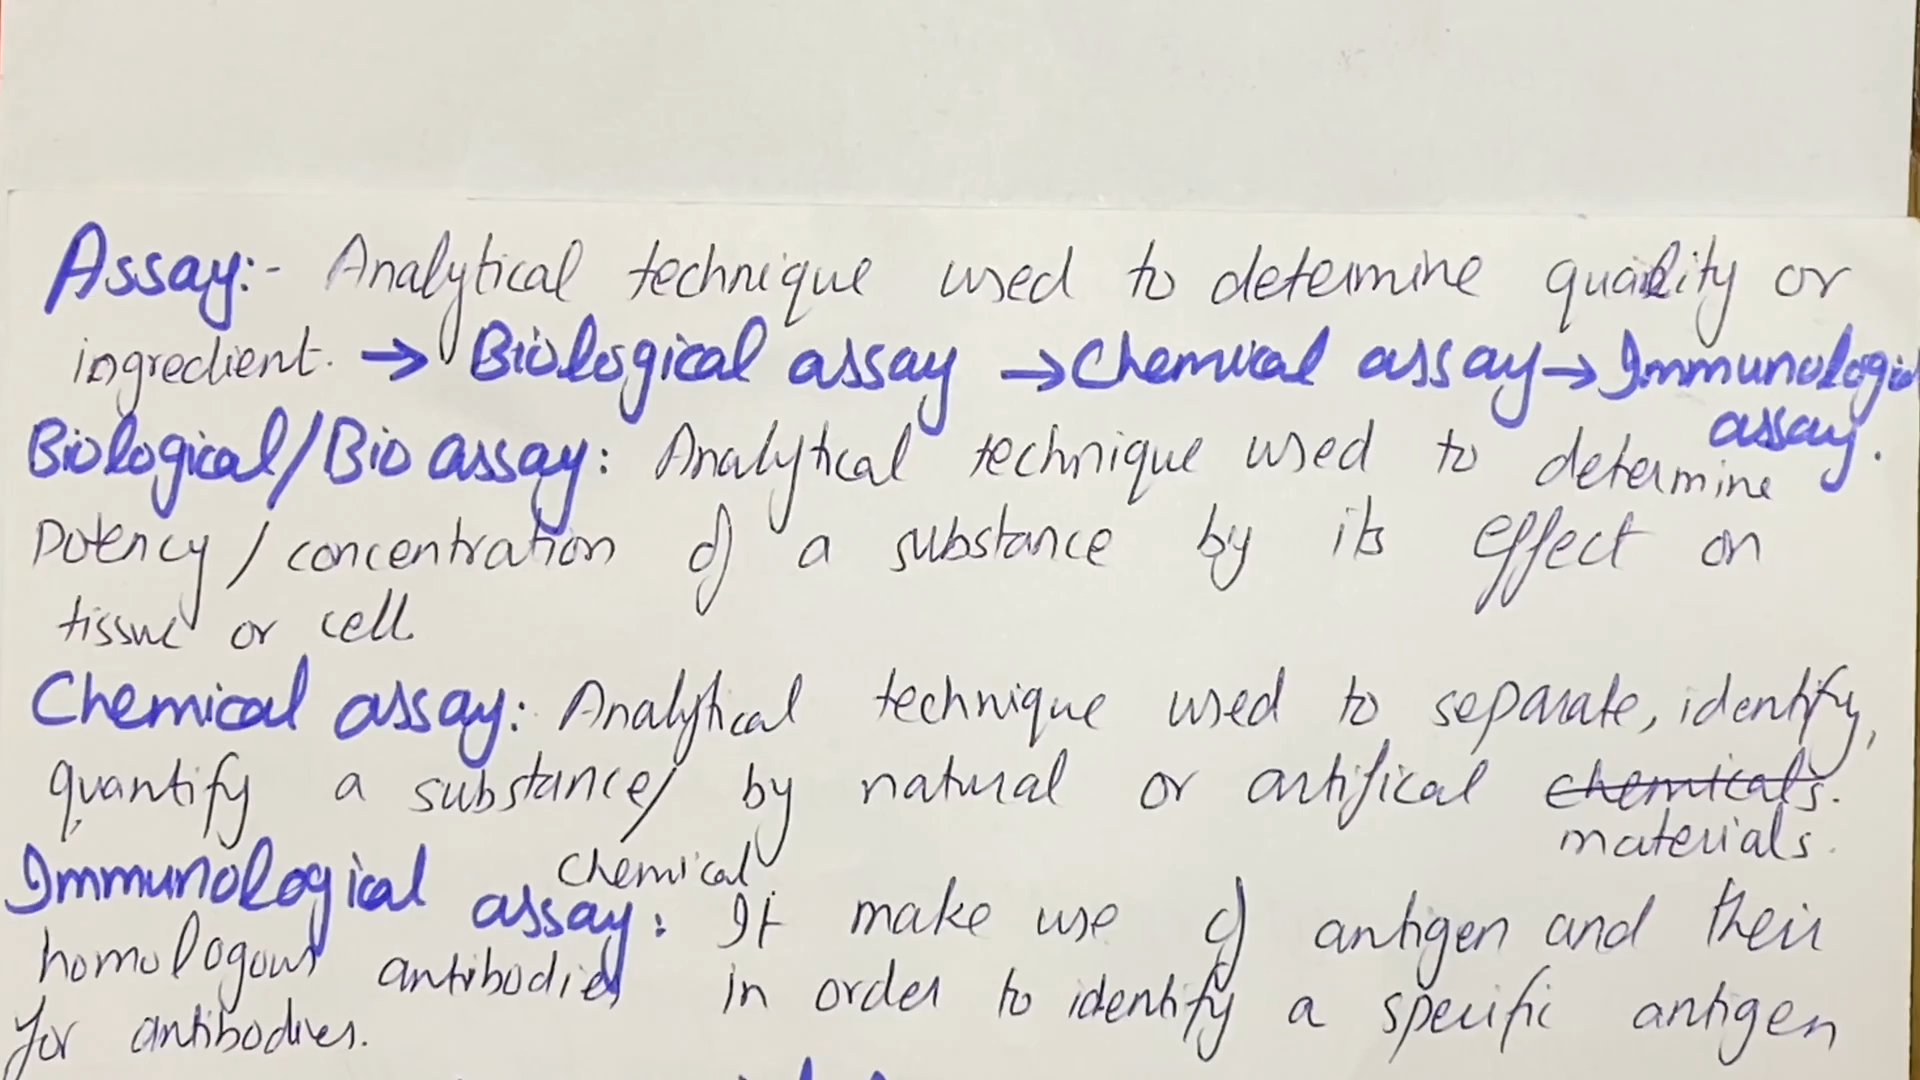 Assay:- Analytical technique used to determine quality or
ingredient. → Biological assay → Chemical assay → Immunologic
assay.
Biological/Bio assay: Analytical technique used to determine
Potency / concentration of a substance by its effect on
tissue or cell.
Chemical assay: Analytical technique used to separate, identify,
quantify a substance/ by natural or artifical chemicals.
chemical materials.
Immunological assay: It make use of antigen and their
homologous antibodies in order to identify a specific antigen
for antibodies.